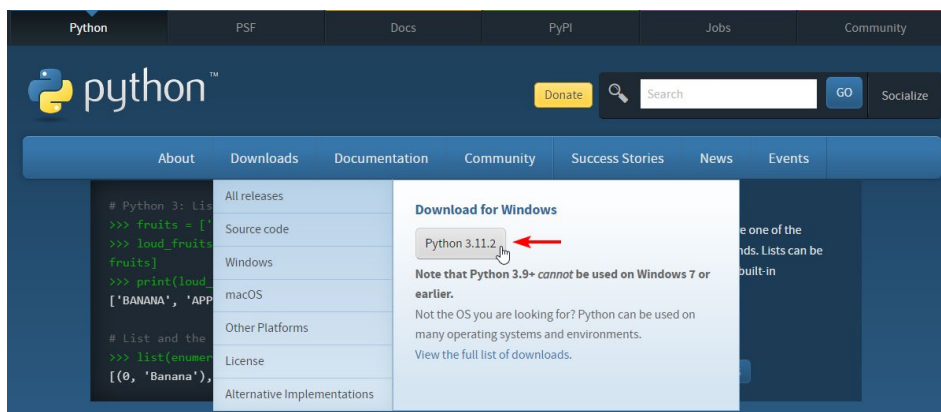 Python PSF Docs PyPI Jobs Community
python™
Donate Search GO Socialize
About Downloads Documentation Community Success Stories News Events
# Python 3: Lis
>>> fruits = ['
>>> loud_fruits
fruits]
>>> print(loud_
['BANANA', 'APP
# List and the
>>> list(enumer
[(0, 'Banana'),
All releases
Source code
Windows
macOS
Other Platforms
License
Alternative Implementations
Download for Windows
Python 3.11.2
Note that Python 3.9+ cannot be used on Windows 7 or
earlier.
Not the OS you are looking for? Python can be used on
many operating systems and environments.
View the full list of downloads.
e one of the
nds. Lists can be
built-in